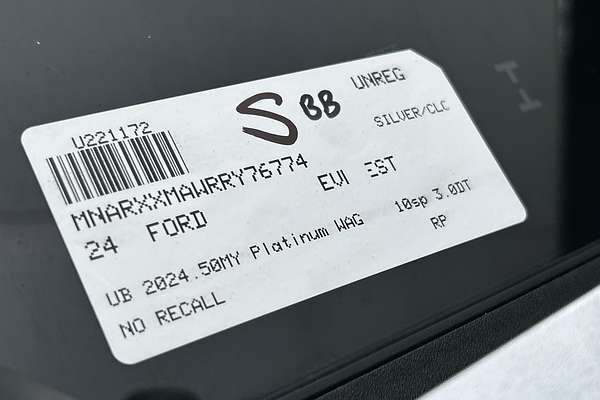 S BB UNREG
U221172 SILVER/CLC
MNARXXMAWRRY76774
24 FORD EST
UB 2024.50MY Platinum WAG 10sp 3.0DT
NO RECALL RP